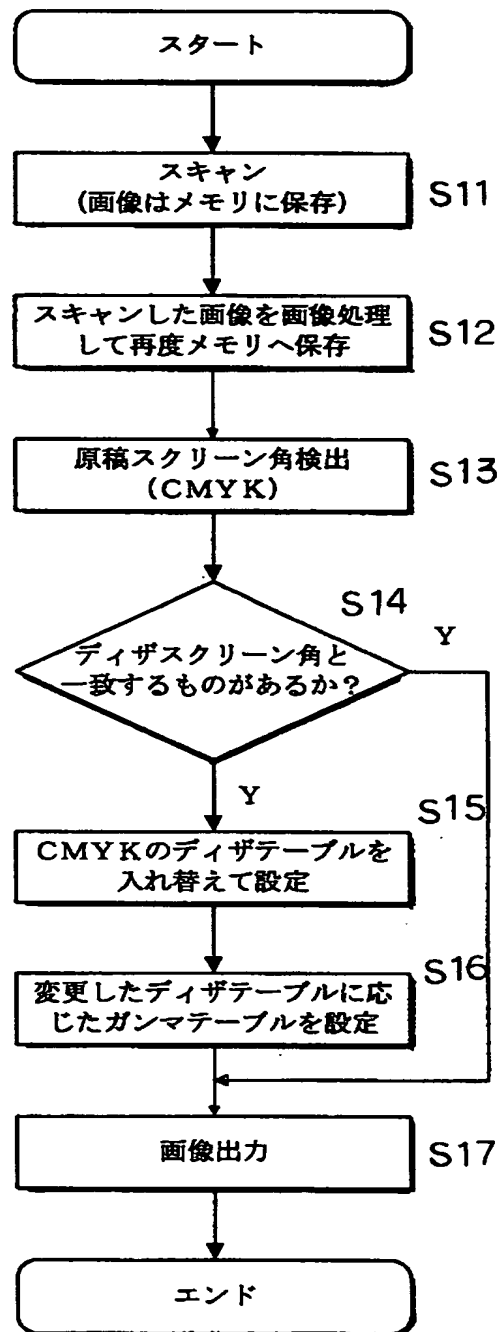 スタート
スキャン
(画像はメモリに保存)
S11
スキャンした画像を画像処理
して再度メモリへ保存
S12
原稿スクリーン角検出
(CMYK)
S13
S14
Y
ディザスクリーン角と
一致するものがあるか?
Y
S15
CMYKのディザテーブルを
入れ替えて設定
S16
変更したディザテーブルに応
じたガンマテーブルを設定
画像出力
S17
エンド